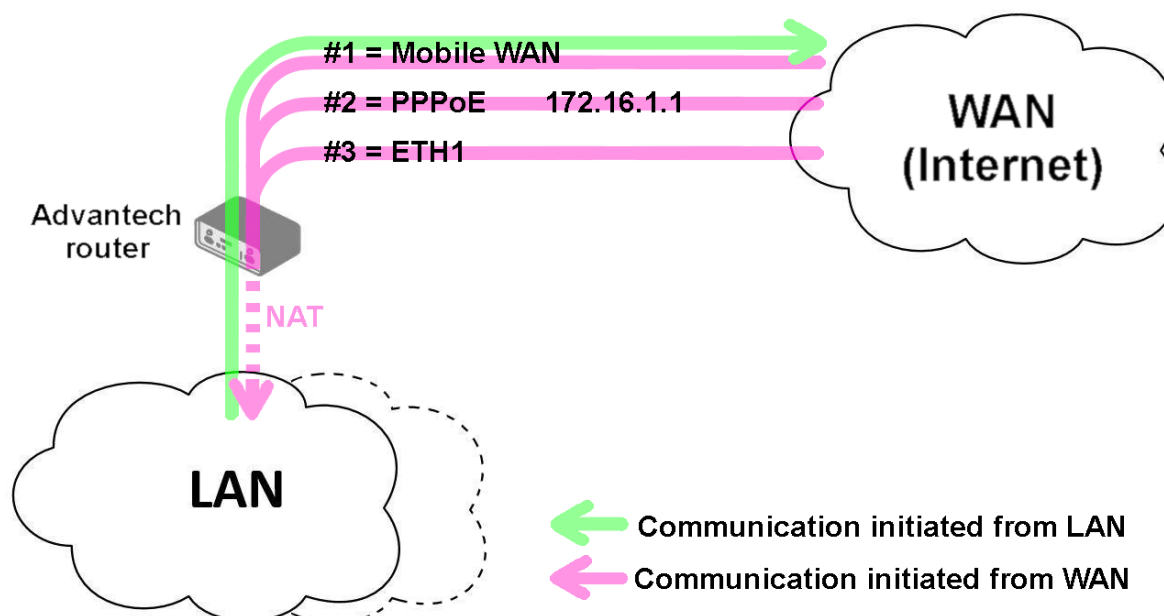 #1 = Mobile WAN
#2 = PPPoE 172.16.1.1
#3 = ETH1
WAN
(Internet)
Advantech
router
NAT
LAN
Communication initiated from LAN
Communication initiated from WAN